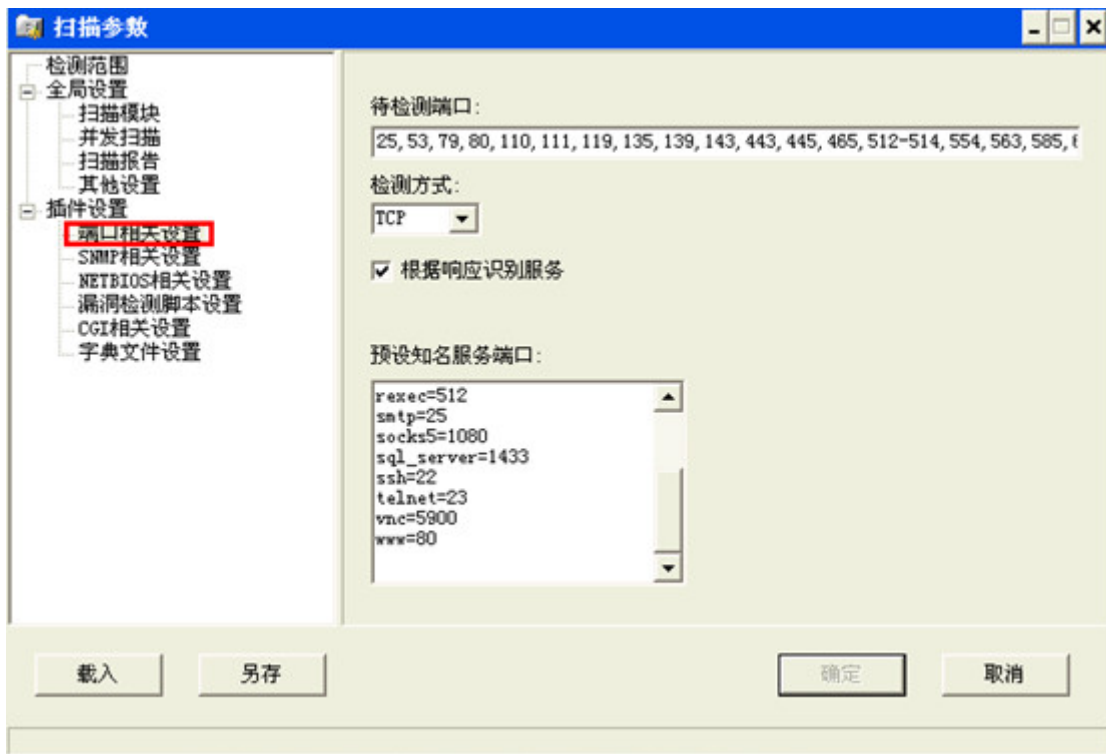 扫描参数
检测范围
全局设置
扫描模块
并发扫描
扫描报告
其他设置
插件设置
端口相关设置
SNMP相关设置
NETBIOS相关设置
漏洞检测脚本设置
CGI相关设置
字典文件设置
待检测端口:
25, 53, 79, 80, 110, 111, 119, 135, 139, 143, 443, 445, 465, 512-514, 554, 563, 585,
检测方式:
TCP
根据响应识别服务
预设知名服务端口:
rexec=512
smtp=25
socks5=1080
sql_server=1433
ssh=22
telnet=23
vnc=5900
www=80
载入
另存
确定
取消